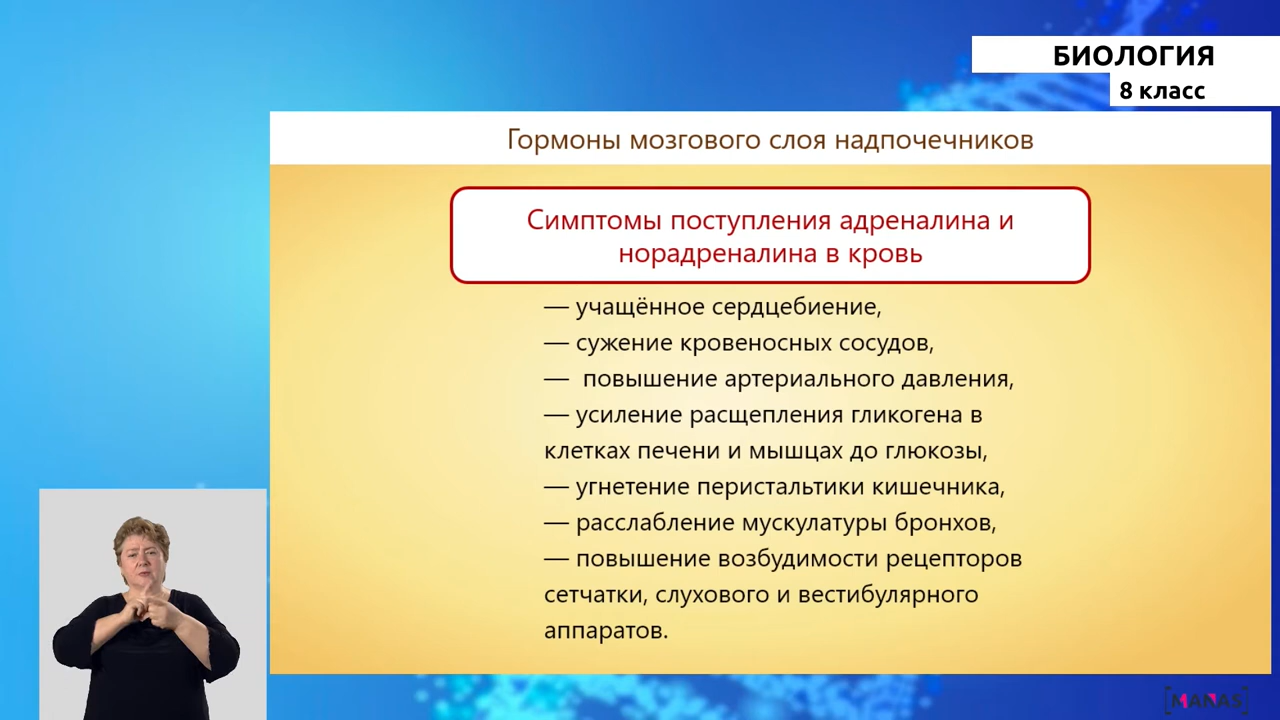 БИОЛОГИЯ
8 класс
Гормоны мозгового слоя надпочечников
Симптомы поступления адреналина и
норадреналина в кровь
— учащённое сердцебиение,
— сужение кровеносных сосудов,
— повышение артериального давления,
— усиление расщепления гликогена в
клетках печени и мышцах до глюкозы,
— угнетение перистальтики кишечника,
— расслабление мускулатуры бронхов,
— повышение возбудимости рецепторов
сетчатки, слухового и вестибулярного
аппаратов.
MANAS